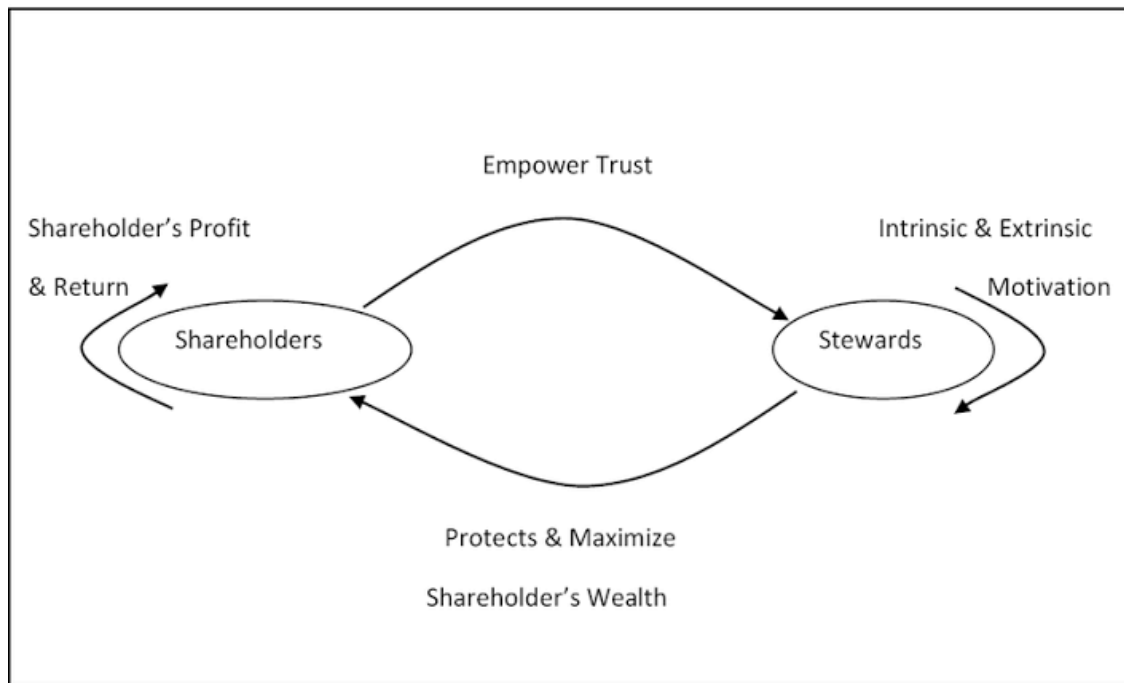 Empower Trust
Shareholder’s Profit
& Return
Intrinsic & Extrinsic
Motivation
Shareholders
Stewards
Protects & Maximize
Shareholder’s Wealth